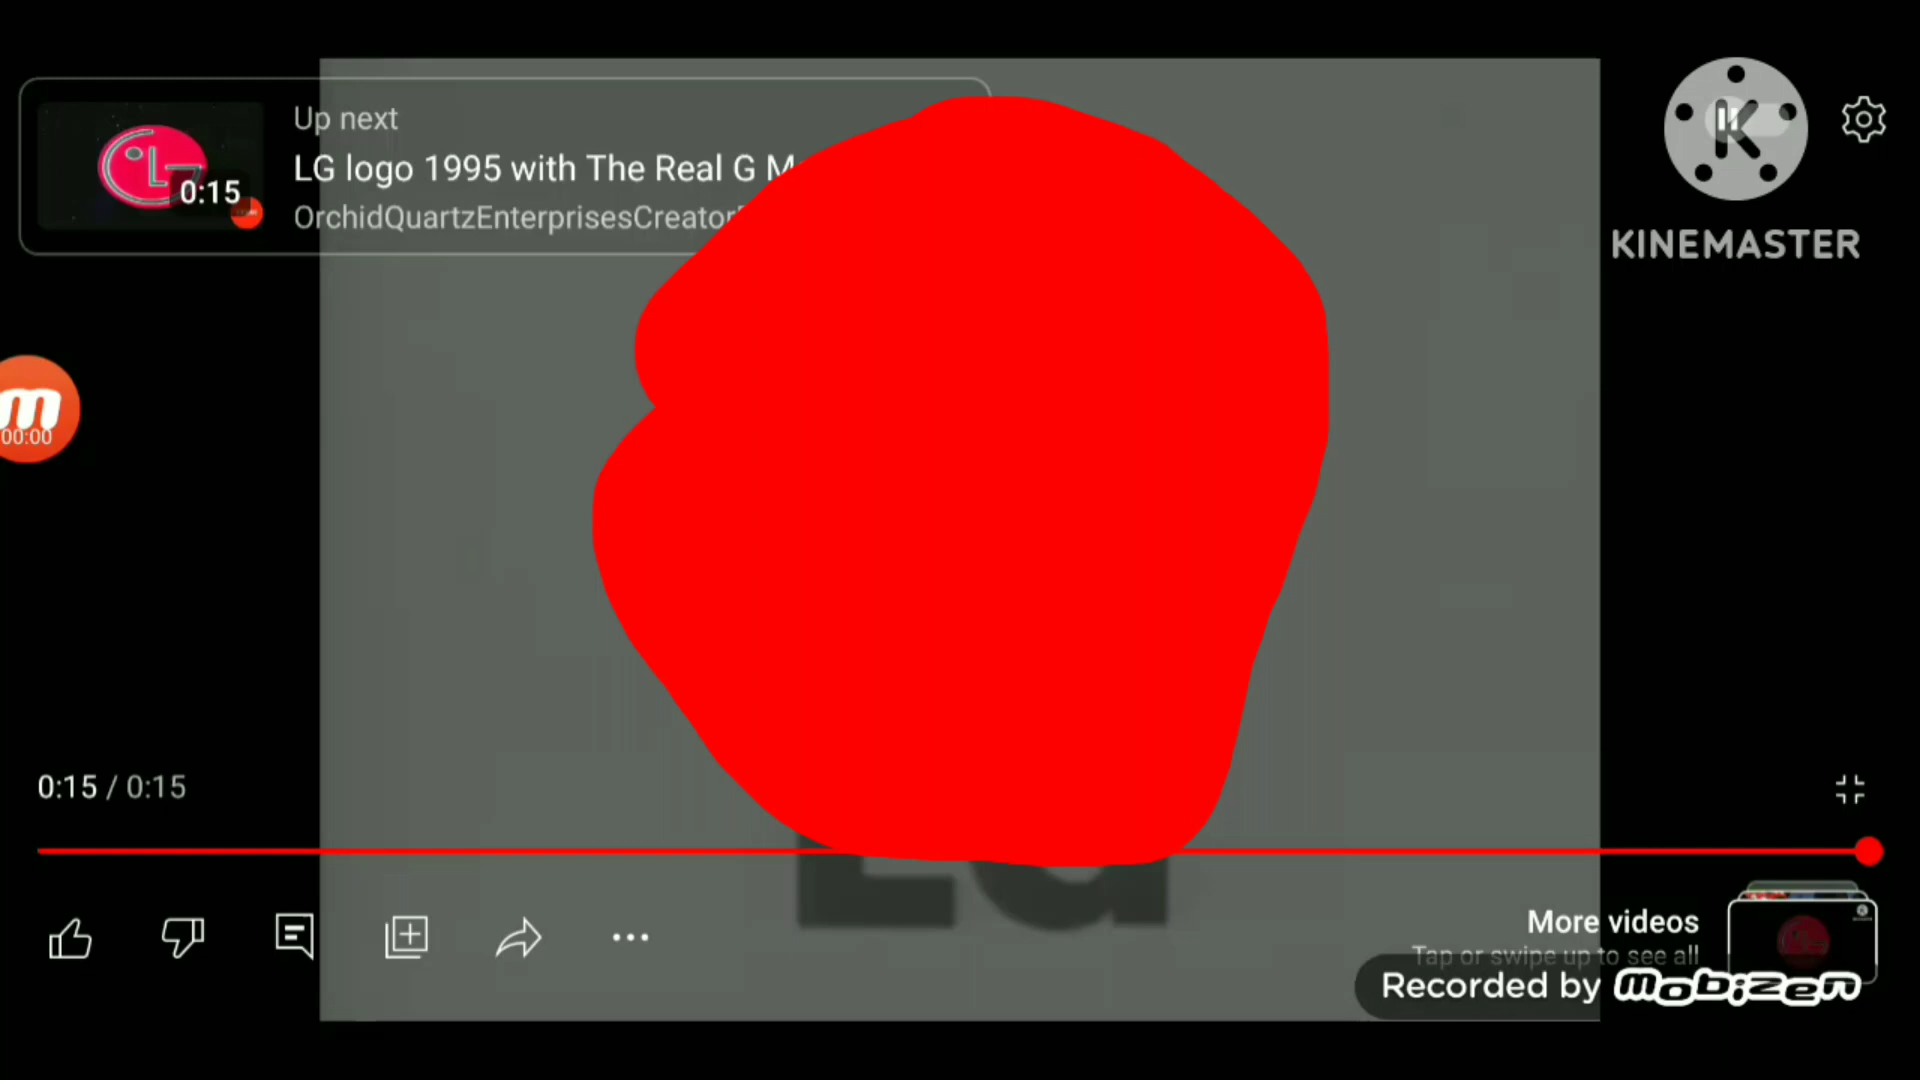 Up next
LG logo 1995 with The Real G
0:15
OrchidQuartzEnterprisesCreator
KINEMASTER
00:00
0:15 / 0:15
LG
More videos
Tap or swipe up to see all
Recorded by mobizen